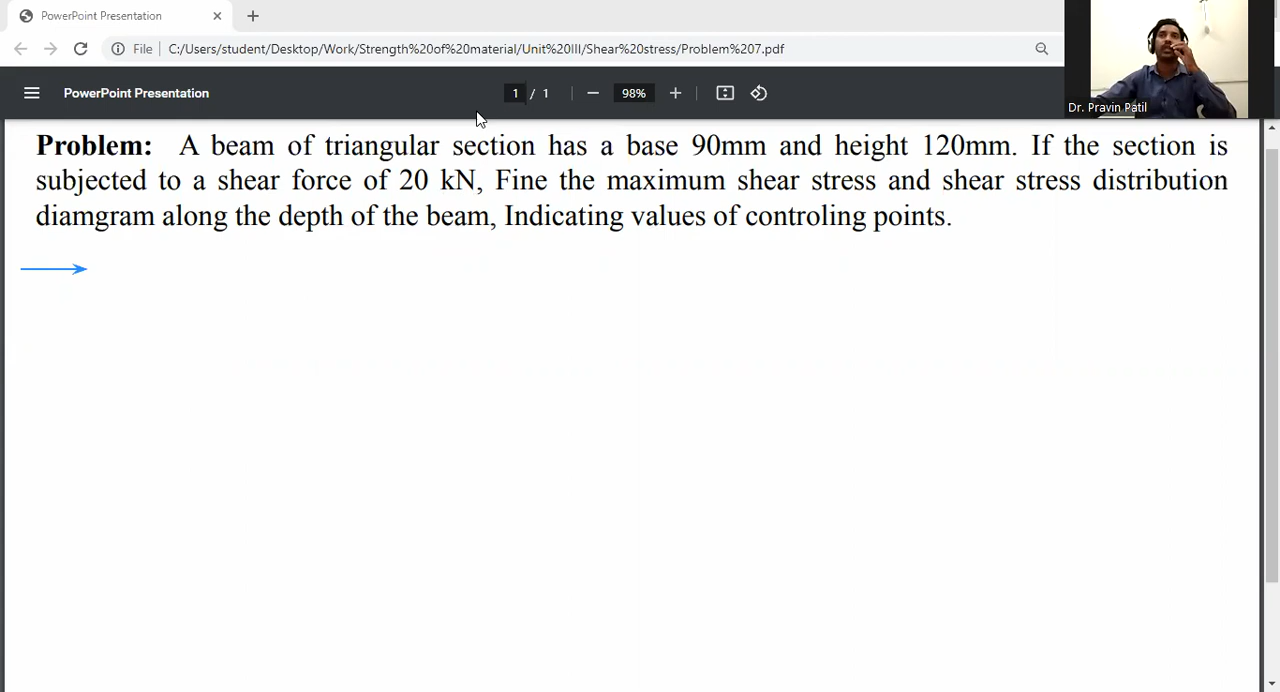 PowerPoint Presentation
File
C:/Users/student/Desktop/Work/Strength%20of%20material/Unit%20III/Shear%20stress/Problem%207.pdf
PowerPoint Presentation
1 / 1
98%
Dr. Pravin Patil
Problem: A beam of triangular section has a base 90mm and height 120mm. If the section is
subjected to a shear force of 20 kN, Fine the maximum shear stress and shear stress distribution
diamgram along the depth of the beam, Indicating values of controling points.